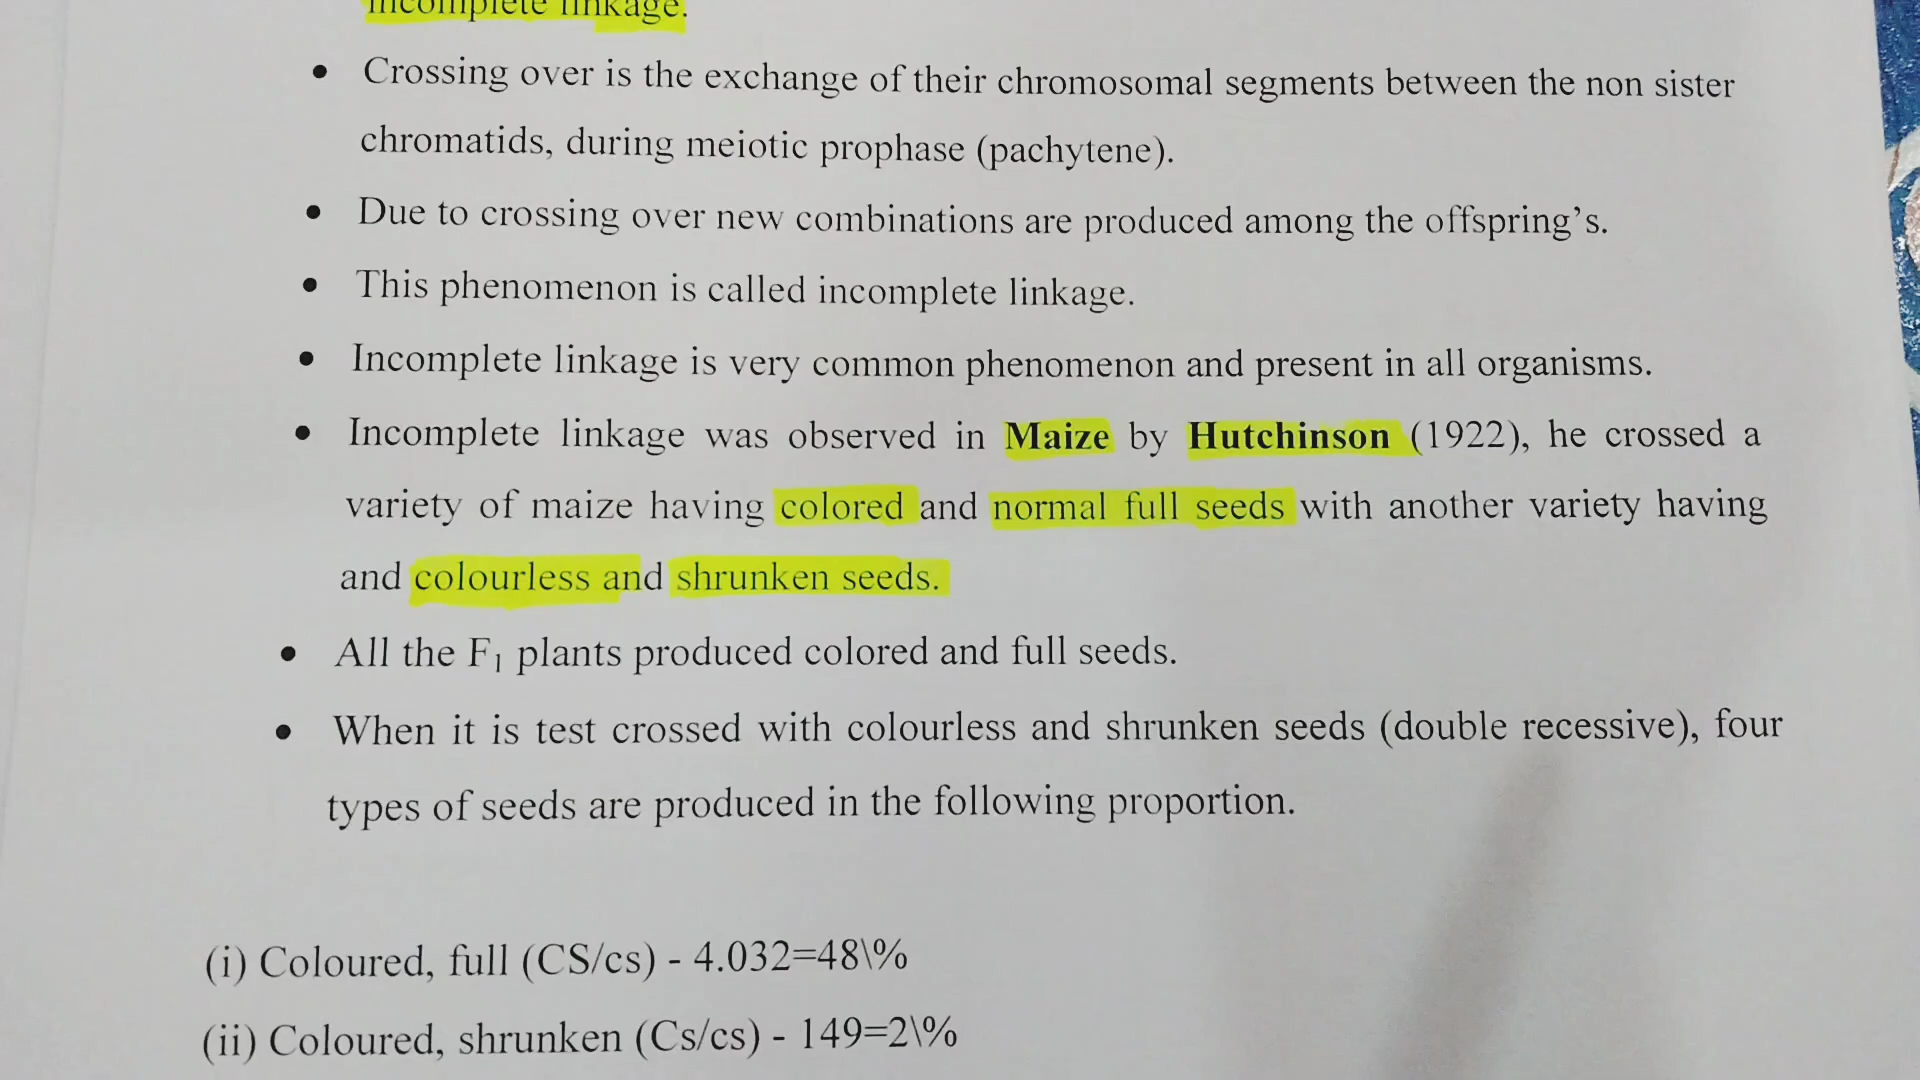 incomplete linkage.
• Crossing over is the exchange of their chromosomal segments between the non sister
chromatids, during meiotic prophase (pachytene).
• Due to crossing over new combinations are produced among the offspring’s.
• This phenomenon is called incomplete linkage.
• Incomplete linkage is very common phenomenon and present in all organisms.
• Incomplete linkage was observed in Maize by Hutchinson (1922), he crossed a
variety of maize having colored and normal full seeds with another variety having
and colourless and shrunken seeds.
• All the F₁ plants produced colored and full seeds.
• When it is test crossed with colourless and shrunken seeds (double recessive), four
types of seeds are produced in the following proportion.
(i) Coloured, full (CS/cs) - 4.032=48\%
(ii) Coloured, shrunken (Cs/cs) - 149=2\%